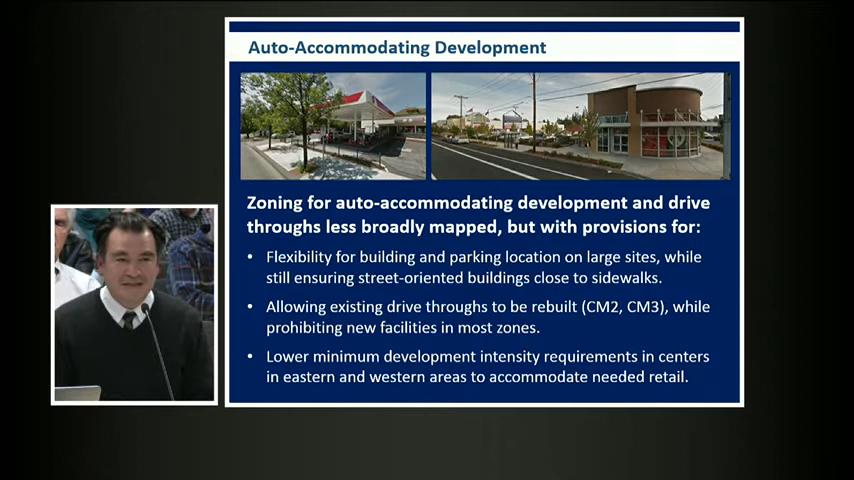 Auto-Accommodating Development
Zoning for auto-accommodating development and drive
throughs less broadly mapped, but with provisions for:
• Flexibility for building and parking location on large sites, while
still ensuring street-oriented buildings close to sidewalks.
• Allowing existing drive throughs to be rebuilt (CM2, CM3), while
prohibiting new facilities in most zones.
• Lower minimum development intensity requirements in centers
in eastern and western areas to accommodate needed retail.